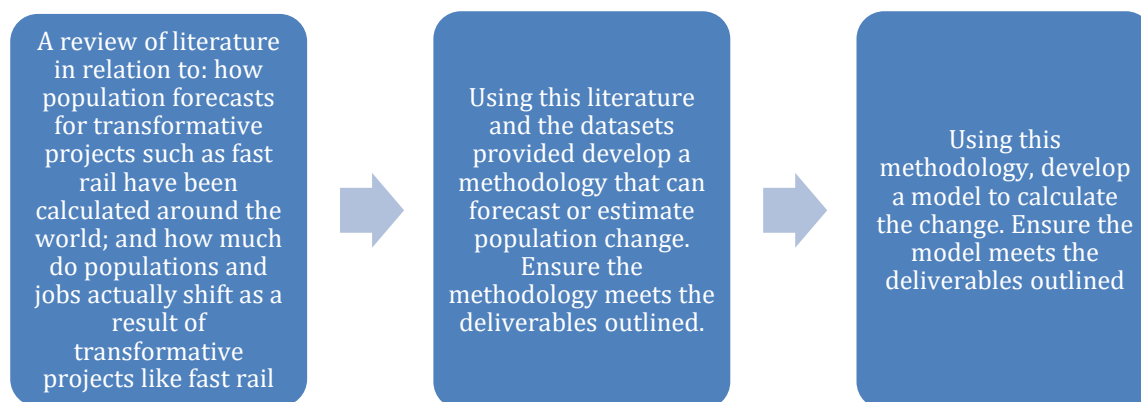 A review of literature
in relation to: how
population forecasts
for transformative
projects such as fast
rail have been
calculated around the
world; and how much
do populations and
jobs actually shift as a
result of
transformative
projects like fast rail
Using this literature
and the datasets
provided develop a
methodology that can
forecast or estimate
population change.
Ensure the
methodology meets the
deliverables outlined.
Using this
methodology, develop
a model to calculate
the change. Ensure the
model meets the
deliverables outlined